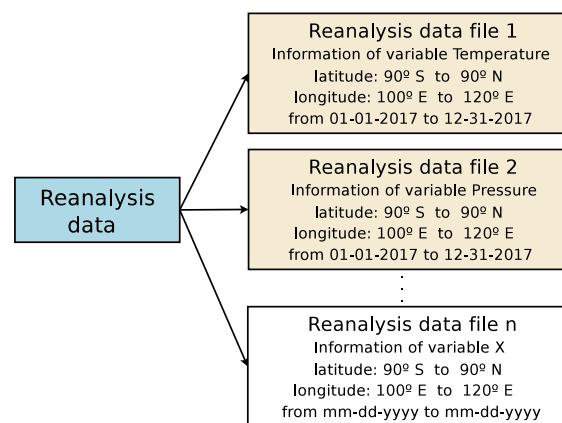 Reanalysis data file 1
Information of variable Temperature
latitude: 90º S to 90º N
longitude: 100º E to 120º E
from 01-01-2017 to 12-31-2017
Reanalysis
data
Reanalysis data file 2
Information of variable Pressure
latitude: 90º S to 90º N
longitude: 100º E to 120º E
from 01-01-2017 to 12-31-2017
Reanalysis data file n
Information of variable X
latitude: 90º S to 90º N
longitude: 100º E to 120º E
from mm-dd-yyyy to mm-dd-yyyy